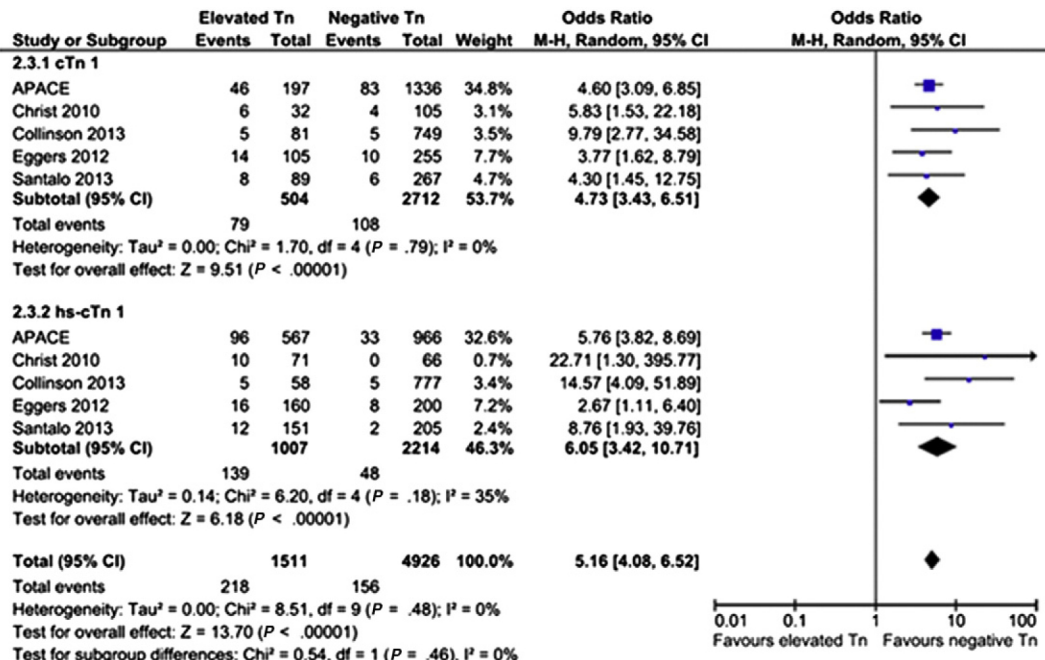 Elevated Tn Negative Tn Odds Ratio Odds Ratio
Study or Subgroup Events Total Events Total Weight M-H, Random, 95% CI M-H, Random, 95% CI
2.3.1 cTn 1
APACE 46 197 83 1336 34.8% 4.60 [3.09, 6.85]
Christ 2010 6 32 4 105 3.1% 5.83 [1.53, 22.18]
Collinson 2013 5 81 5 749 3.5% 9.79 [2.77, 34.58]
Eggers 2012 14 105 10 255 7.7% 3.77 [1.62, 8.79]
Santalo 2013 8 89 6 267 4.7% 4.30 [1.45, 12.75]
Subtotal (95% CI) 504 2712 53.7% 4.73 [3.43, 6.51]
Total events 79 108
Heterogeneity: Tau² = 0.00; Chi² = 1.70, df = 4 (P = .79); I² = 0%
Test for overall effect: Z = 9.51 (P < .00001)
2.3.2 hs-cTn 1
APACE 96 567 33 966 32.6% 5.76 [3.82, 8.69]
Christ 2010 10 71 0 66 0.7% 22.71 [1.30, 395.77]
Collinson 2013 5 58 5 777 3.4% 14.57 [4.09, 51.89]
Eggers 2012 16 160 8 200 7.2% 2.67 [1.11, 6.40]
Santalo 2013 12 151 2 205 2.4% 8.76 [1.93, 39.76]
Subtotal (95% CI) 1007 2214 46.3% 6.05 [3.42, 10.71]
Total events 139 48
Heterogeneity: Tau² = 0.14; Chi² = 6.20, df = 4 (P = .18); I² = 35%
Test for overall effect: Z = 6.18 (P < .00001)
Total (95% CI) 1511 4926 100.0% 5.16 [4.08, 6.52]
Total events 218 156
Heterogeneity: Tau² = 0.00; Chi² = 8.51, df = 9 (P = .48); I² = 0%
Test for overall effect: Z = 13.70 (P < .00001)
Test for subgroup differences: Chi² = 0.54, df = 1 (P = .46), I² = 0%
0.01 0.1 1 10 100
Favours elevated Tn Favours negative Tn